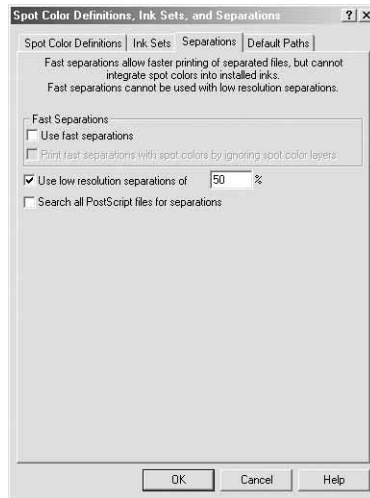 Spot Color Definitions, Ink Sets, and Separations
Spot Color Definitions Ink Sets Separations Default Paths
Fast separations allow faster printing of separated files, but cannot
integrate spot colors into installed inks.
Fast separations cannot be used with low resolution separations.
Fast Separations
Use fast separations
Print fast separations with spot colors by ignoring spot color layers
Use low resolution separations of 50 %
Search all PostScript files for separations
OK Cancel Help